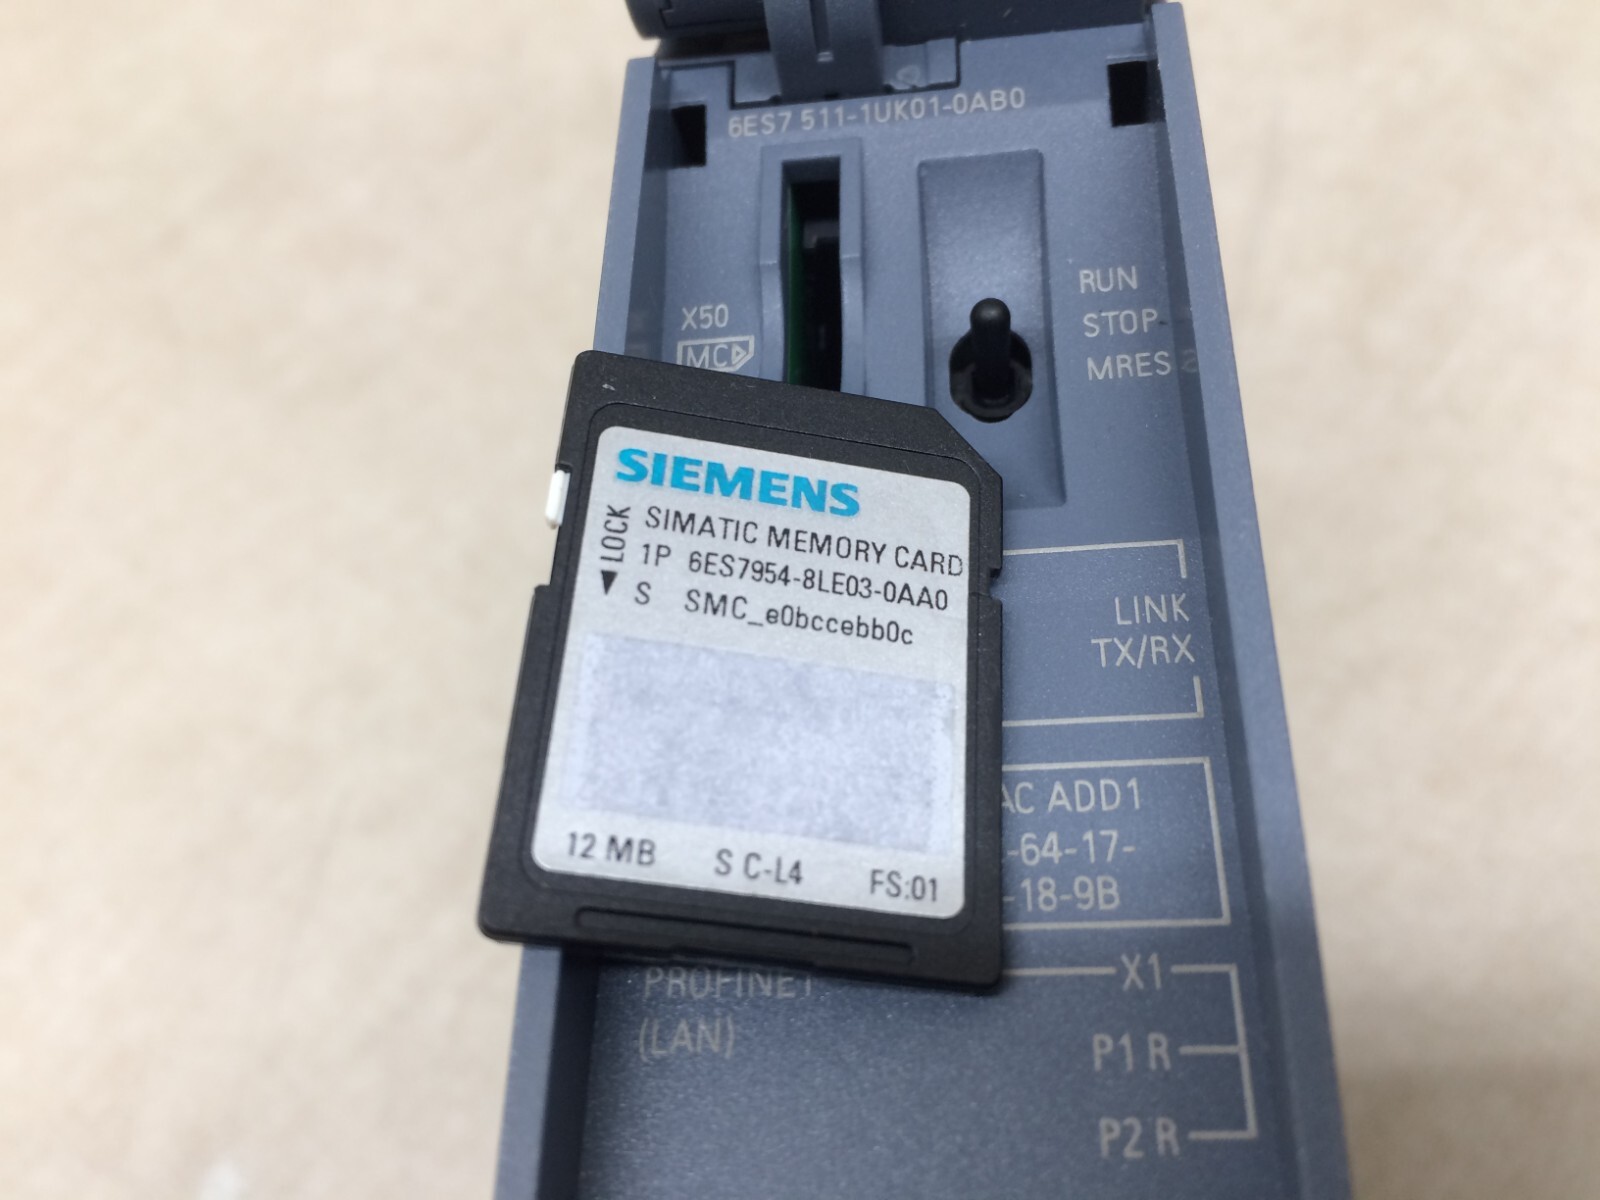 6ES7 511-1UK01-0AB0
X50
MC
RUN
STOP
MRES
SIEMENS
LOCK
SIMATIC MEMORY CARD
1P 6ES7954-8LE03-0AA0
S SMC_e0bccebb0c
12 MB S C-L4 FS:01
LINK
TX/RX
ADD1
-64-17-
-18-9B
PROFINET
(LAN)
X1
P1 R
P2 R